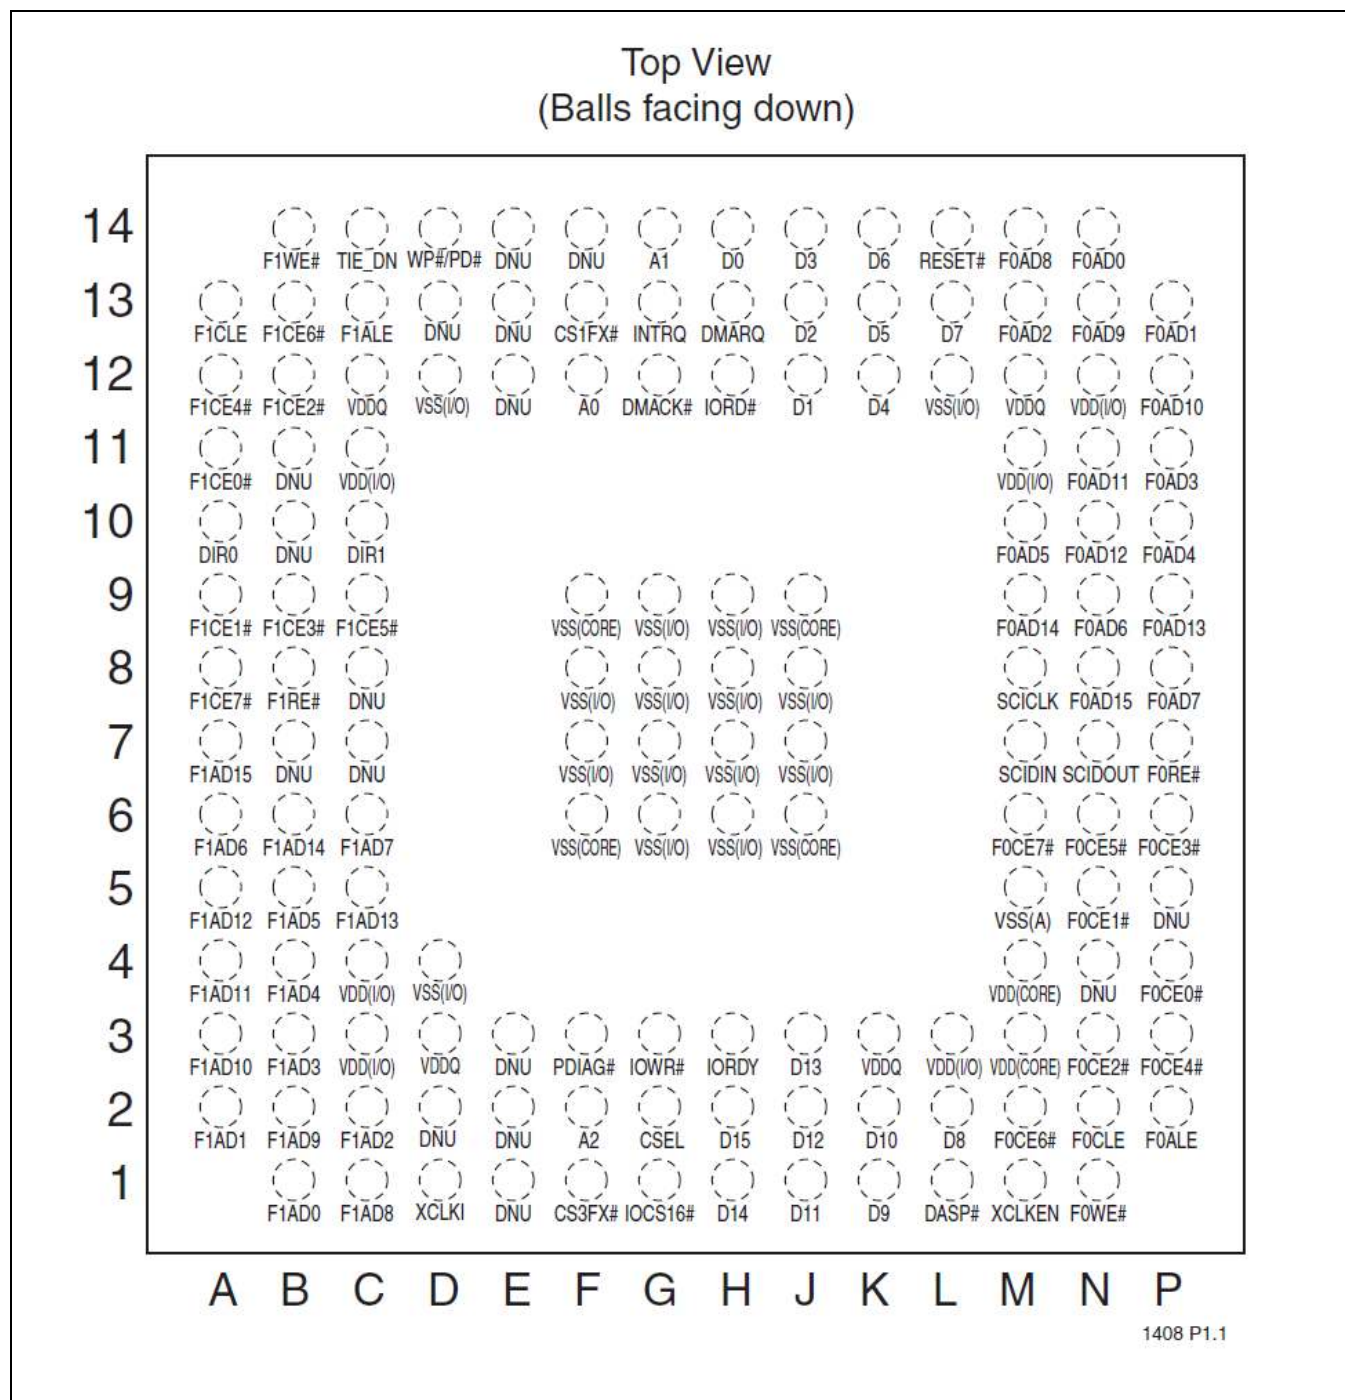 Top View
(Balls facing down)
14
F1WE# TIE_DN WP#/PD# DNU DNU A1 D0 D3 D6 RESET# F0AD8 F0AD0
13
F1CLE F1CE6# F1ALE DNU DNU CS1FX# INTRQ DMARQ D2 D5 D7 F0AD2 F0AD9 F0AD1
12
F1CE4# F1CE2# VDDQ VSS(I/O) DNU A0 DMACK# IORD# D1 D4 VSS(I/O) VDDQ VDD(I/O) F0AD10
11
F1CE0# DNU VDD(I/O) VDD(I/O) F0AD11 F0AD3
10
DIR0 DNU DIR1 F0AD5 F0AD12 F0AD4
9
F1CE1# F1CE3# F1CE5# VSS(CORE) VSS(I/O) VSS(I/O) VSS(CORE) F0AD14 F0AD6 F0AD13
8
F1CE7# F1RE# DNU VSS(I/O) VSS(I/O) VSS(I/O) VSS(I/O) SCICLK F0AD15 F0AD7
7
F1AD15 DNU DNU VSS(I/O) VSS(I/O) VSS(I/O) VSS(I/O) SCIDIN SCIDOUT F0RE#
6
F1AD6 F1AD14 F1AD7 VSS(CORE) VSS(I/O) VSS(I/O) VSS(CORE) F0CE7# F0CE5# F0CE3#
5
F1AD12 F1AD5 F1AD13 VSS(A) F0CE1# DNU
4
F1AD11 F1AD4 VDD(I/O) VSS(I/O) VDD(CORE) DNU F0CE0#
3
F1AD10 F1AD3 VDD(I/O) VDDQ DNU PDIAG# IOWR# IORDY D13 VDDQ VDD(I/O) VDD(CORE) F0CE2# F0CE4#
2
F1AD1 F1AD9 F1AD2 DNU DNU A2 CSEL D15 D12 D10 D8 F0CE6# F0CLE F0ALE
1
F1AD0 F1AD8 XCLKI DNU CS3FX# IOCS16# D14 D11 D9 DASP# XCLKEN F0WE#
A B C D E F G H J K L M N P
1408 P1.1